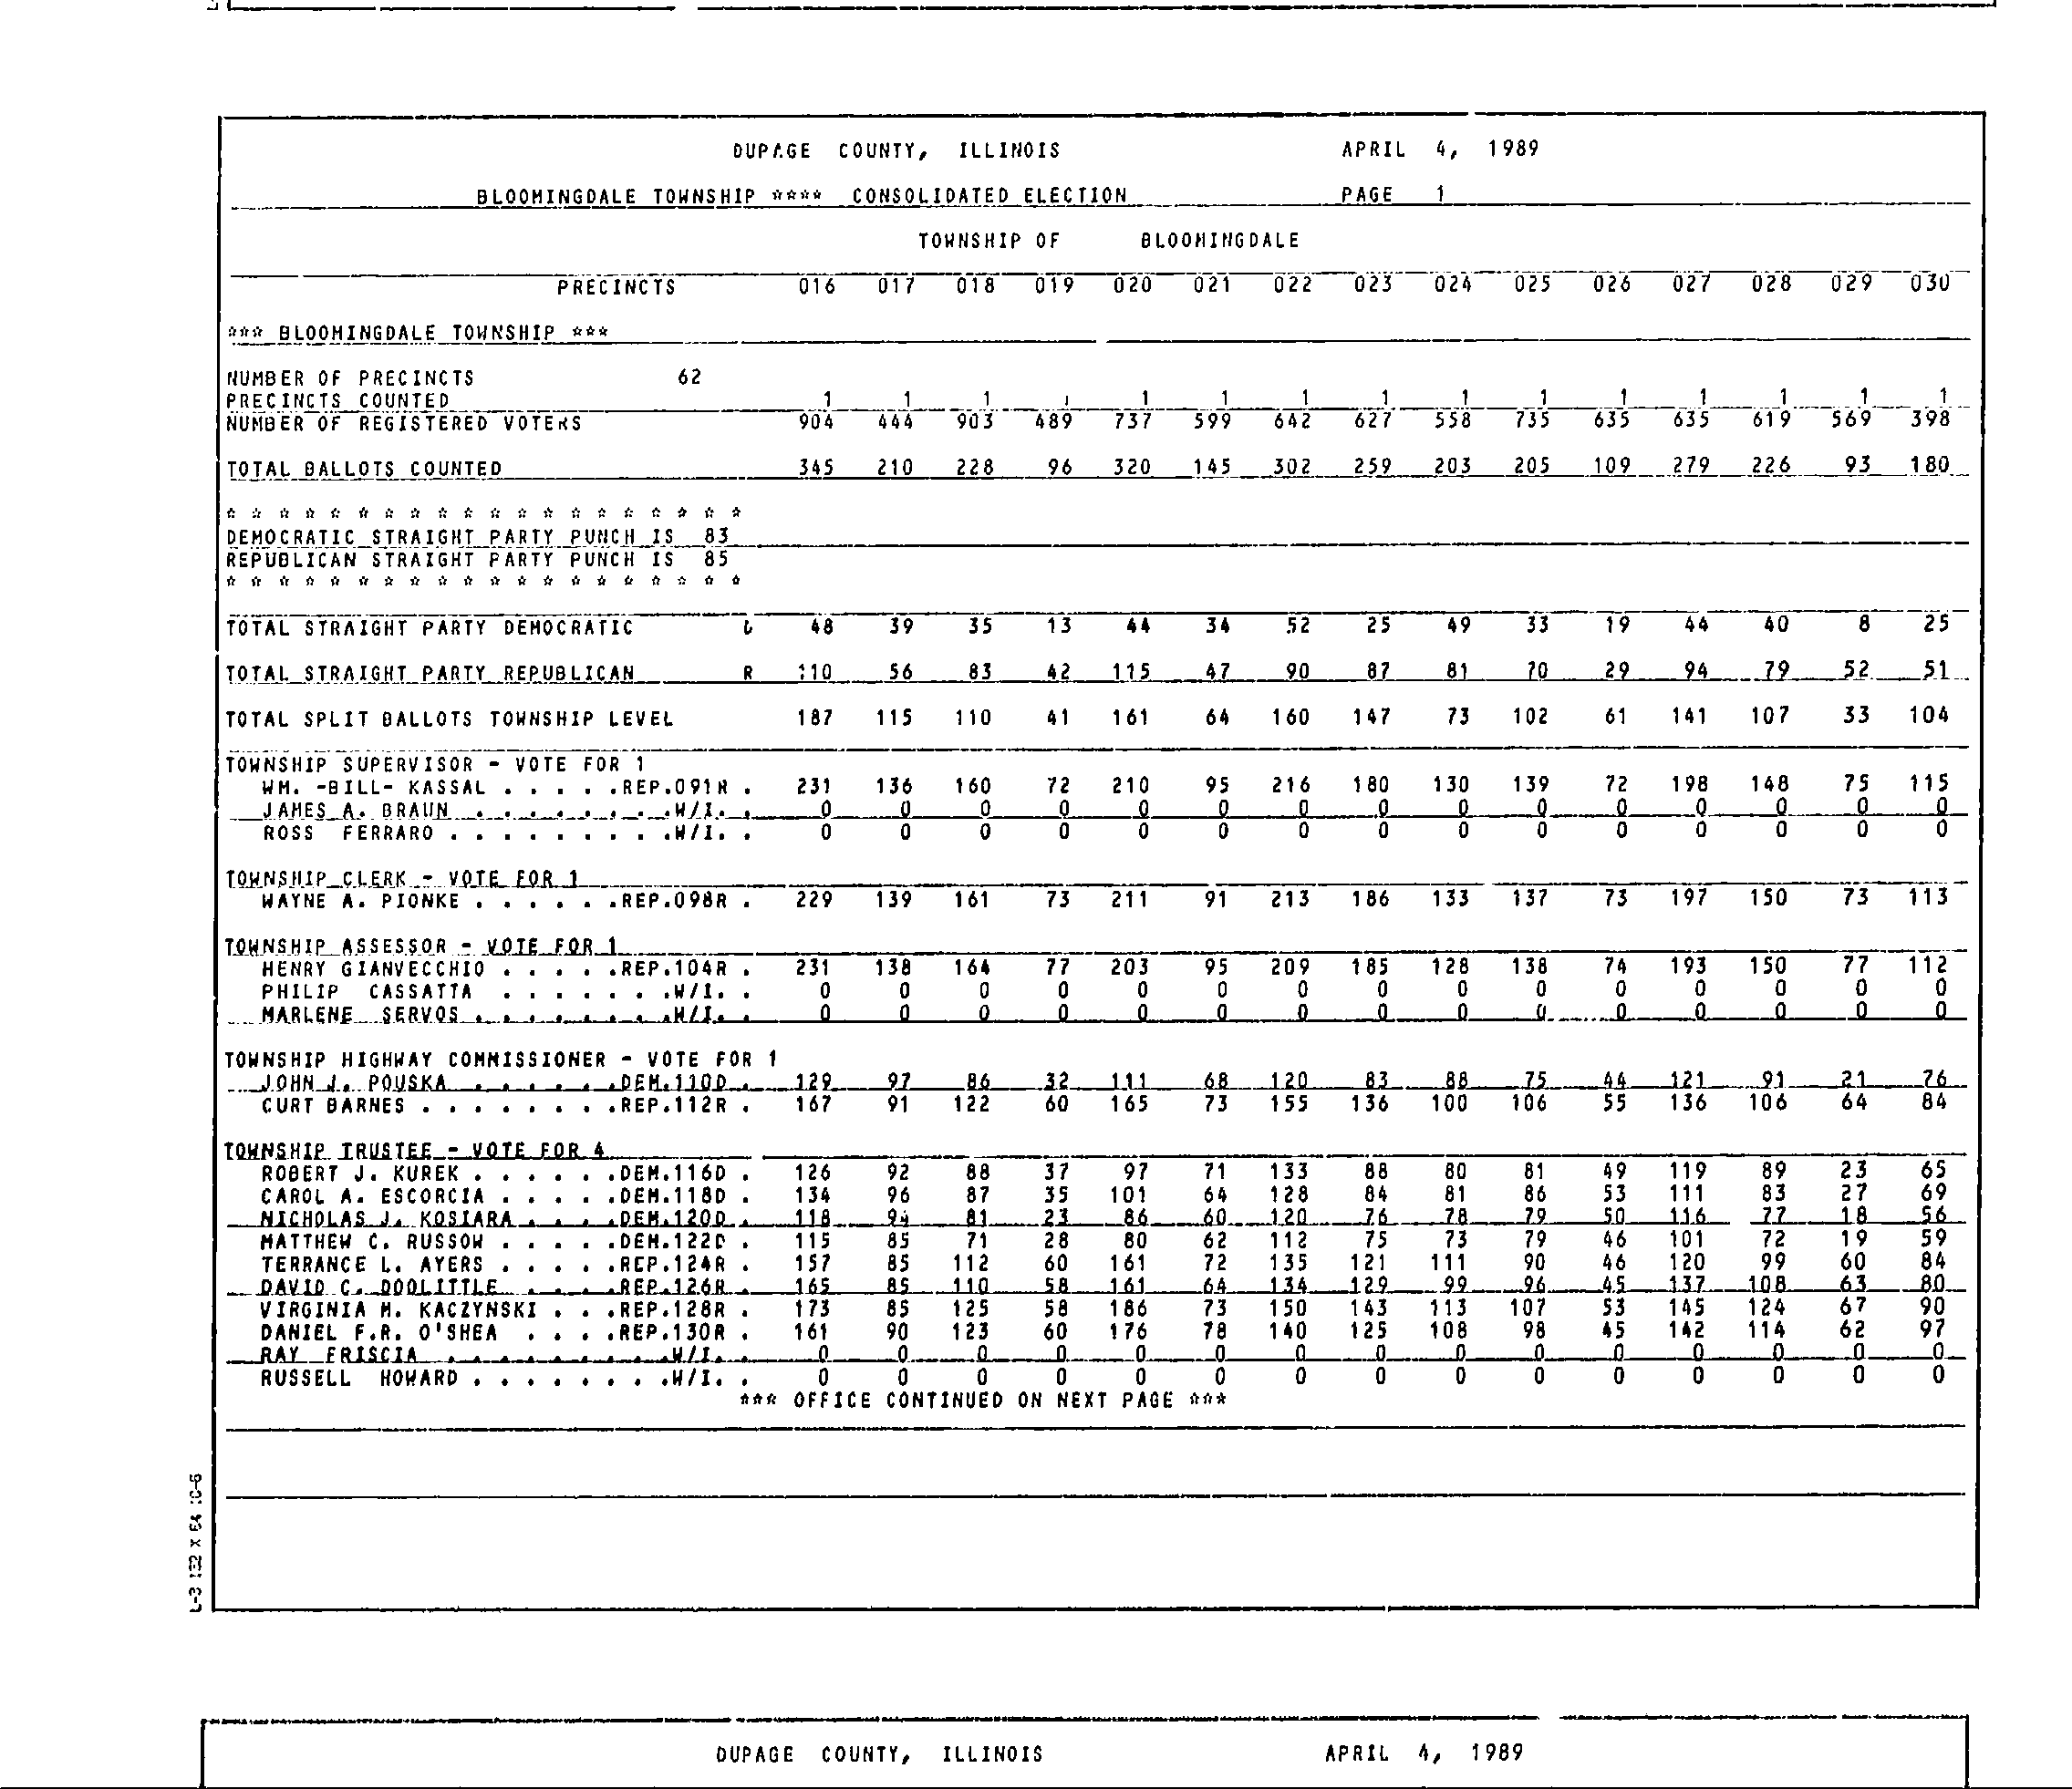 DUPAGE COUNTY, ILLINOIS APRIL 4, 1989
BLOOMINGDALE TOWNSHIP **** CONSOLIDATED ELECTION PAGE 1
TOWNSHIP OF BLOOMINGDALE
PRECINCTS 016 017 018 019 020 021 022 023 024 025 026 027 028 029 030
*** BLOOMINGDALE TOWNSHIP ***
NUMBER OF PRECINCTS 62
PRECINCTS COUNTED 1 1 1 1 1 1 1 1 1 1 1 1 1 1 1
NUMBER OF REGISTERED VOTERS 904 444 903 489 737 599 642 627 558 735 635 635 619 569 398
TOTAL BALLOTS COUNTED 345 210 228 96 320 145 302 259 203 205 109 279 226 93 180
* * * * * * * * * * * * * * * * * * * *
DEMOCRATIC STRAIGHT PARTY PUNCH IS 83
REPUBLICAN STRAIGHT PARTY PUNCH IS 85
* * * * * * * * * * * * * * * * * * * *
TOTAL STRAIGHT PARTY DEMOCRATIC D 48 39 35 13 44 34 52 25 49 33 19 44 40 8 25
TOTAL STRAIGHT PARTY REPUBLICAN R 110 56 83 42 115 47 90 87 81 70 29 94 79 52 51
TOTAL SPLIT BALLOTS TOWNSHIP LEVEL 187 115 110 41 161 64 160 147 73 102 61 141 107 33 104
TOWNSHIP SUPERVISOR - VOTE FOR 1
WM. -BILL- KASSAL . . . . . .REP.091R . 231 136 160 72 210 95 216 180 130 139 72 198 148 75 115
JAMES A. BRAUN . . . . . . . .W/I. . 0 0 0 0 0 0 0 0 0 0 0 0 0 0 0
ROSS FERRARO . . . . . . . . .W/I. . 0 0 0 0 0 0 0 0 0 0 0 0 0 0 0
TOWNSHIP CLERK - VOTE FOR 1
WAYNE A. PIONKE . . . . . .REP.098R . 229 139 161 73 211 91 213 186 133 137 73 197 150 73 113
TOWNSHIP ASSESSOR - VOTE FOR 1
HENRY GIANVECCHIO . . . . .REP.104R . 231 138 164 77 203 95 209 185 128 138 74 193 150 77 112
PHILIP CASSATTA . . . . . . .W/I. . 0 0 0 0 0 0 0 0 0 0 0 0 0 0 0
MARLENE SERVOS . . . . . . . .W/I. . 0 0 0 0 0 0 0 0 0 0 0 0 0 0 0
TOWNSHIP HIGHWAY COMMISSIONER - VOTE FOR 1
JOHN J. POUSKA . . . . . . .DEM.110D . 129 97 86 32 111 68 120 83 88 75 44 121 91 21 76
CURT BARNES . . . . . . . .REP.112R . 167 91 122 60 165 73 155 136 100 106 55 136 106 64 84
TOWNSHIP TRUSTEE - VOTE FOR 4
ROBERT J. KUREK . . . . . .DEM.116D . 126 92 88 37 97 71 133 88 80 81 49 119 89 23 65
CAROL A. ESCORCIA . . . . .DEM.118D . 134 96 87 35 101 64 128 84 81 86 53 111 83 27 69
NICHOLAS J. KOSIARA . . . .DEM.120D . 118 94 81 23 86 60 120 76 78 79 50 116 77 18 56
MATTHEW C. RUSSOW . . . . .DEM.122D . 115 85 71 28 80 62 112 75 73 79 46 101 72 19 59
TERRANCE L. AYERS . . . . .REP.124R . 157 85 112 60 161 72 135 121 111 90 46 120 99 60 84
DAVID C. DOOLITTLE . . . .REP.126R . 165 85 110 58 161 64 134 129 99 96 45 137 108 63 80
VIRGINIA M. KACZYNSKI . . .REP.128R . 173 85 125 58 186 73 150 143 113 107 53 145 124 67 90
DANIEL F.R. O'SHEA . . . .REP.130R . 161 90 123 60 176 78 140 125 108 98 45 142 114 62 97
RAY FRISCIA . . . . . . . . .W/I. . 0 0 0 0 0 0 0 0 0 0 0 0 0 0 0
RUSSELL HOWARD . . . . . . . .W/I. . 0 0 0 0 0 0 0 0 0 0 0 0 0 0 0
*** OFFICE CONTINUED ON NEXT PAGE ***
DUPAGE COUNTY, ILLINOIS APRIL 4, 1989